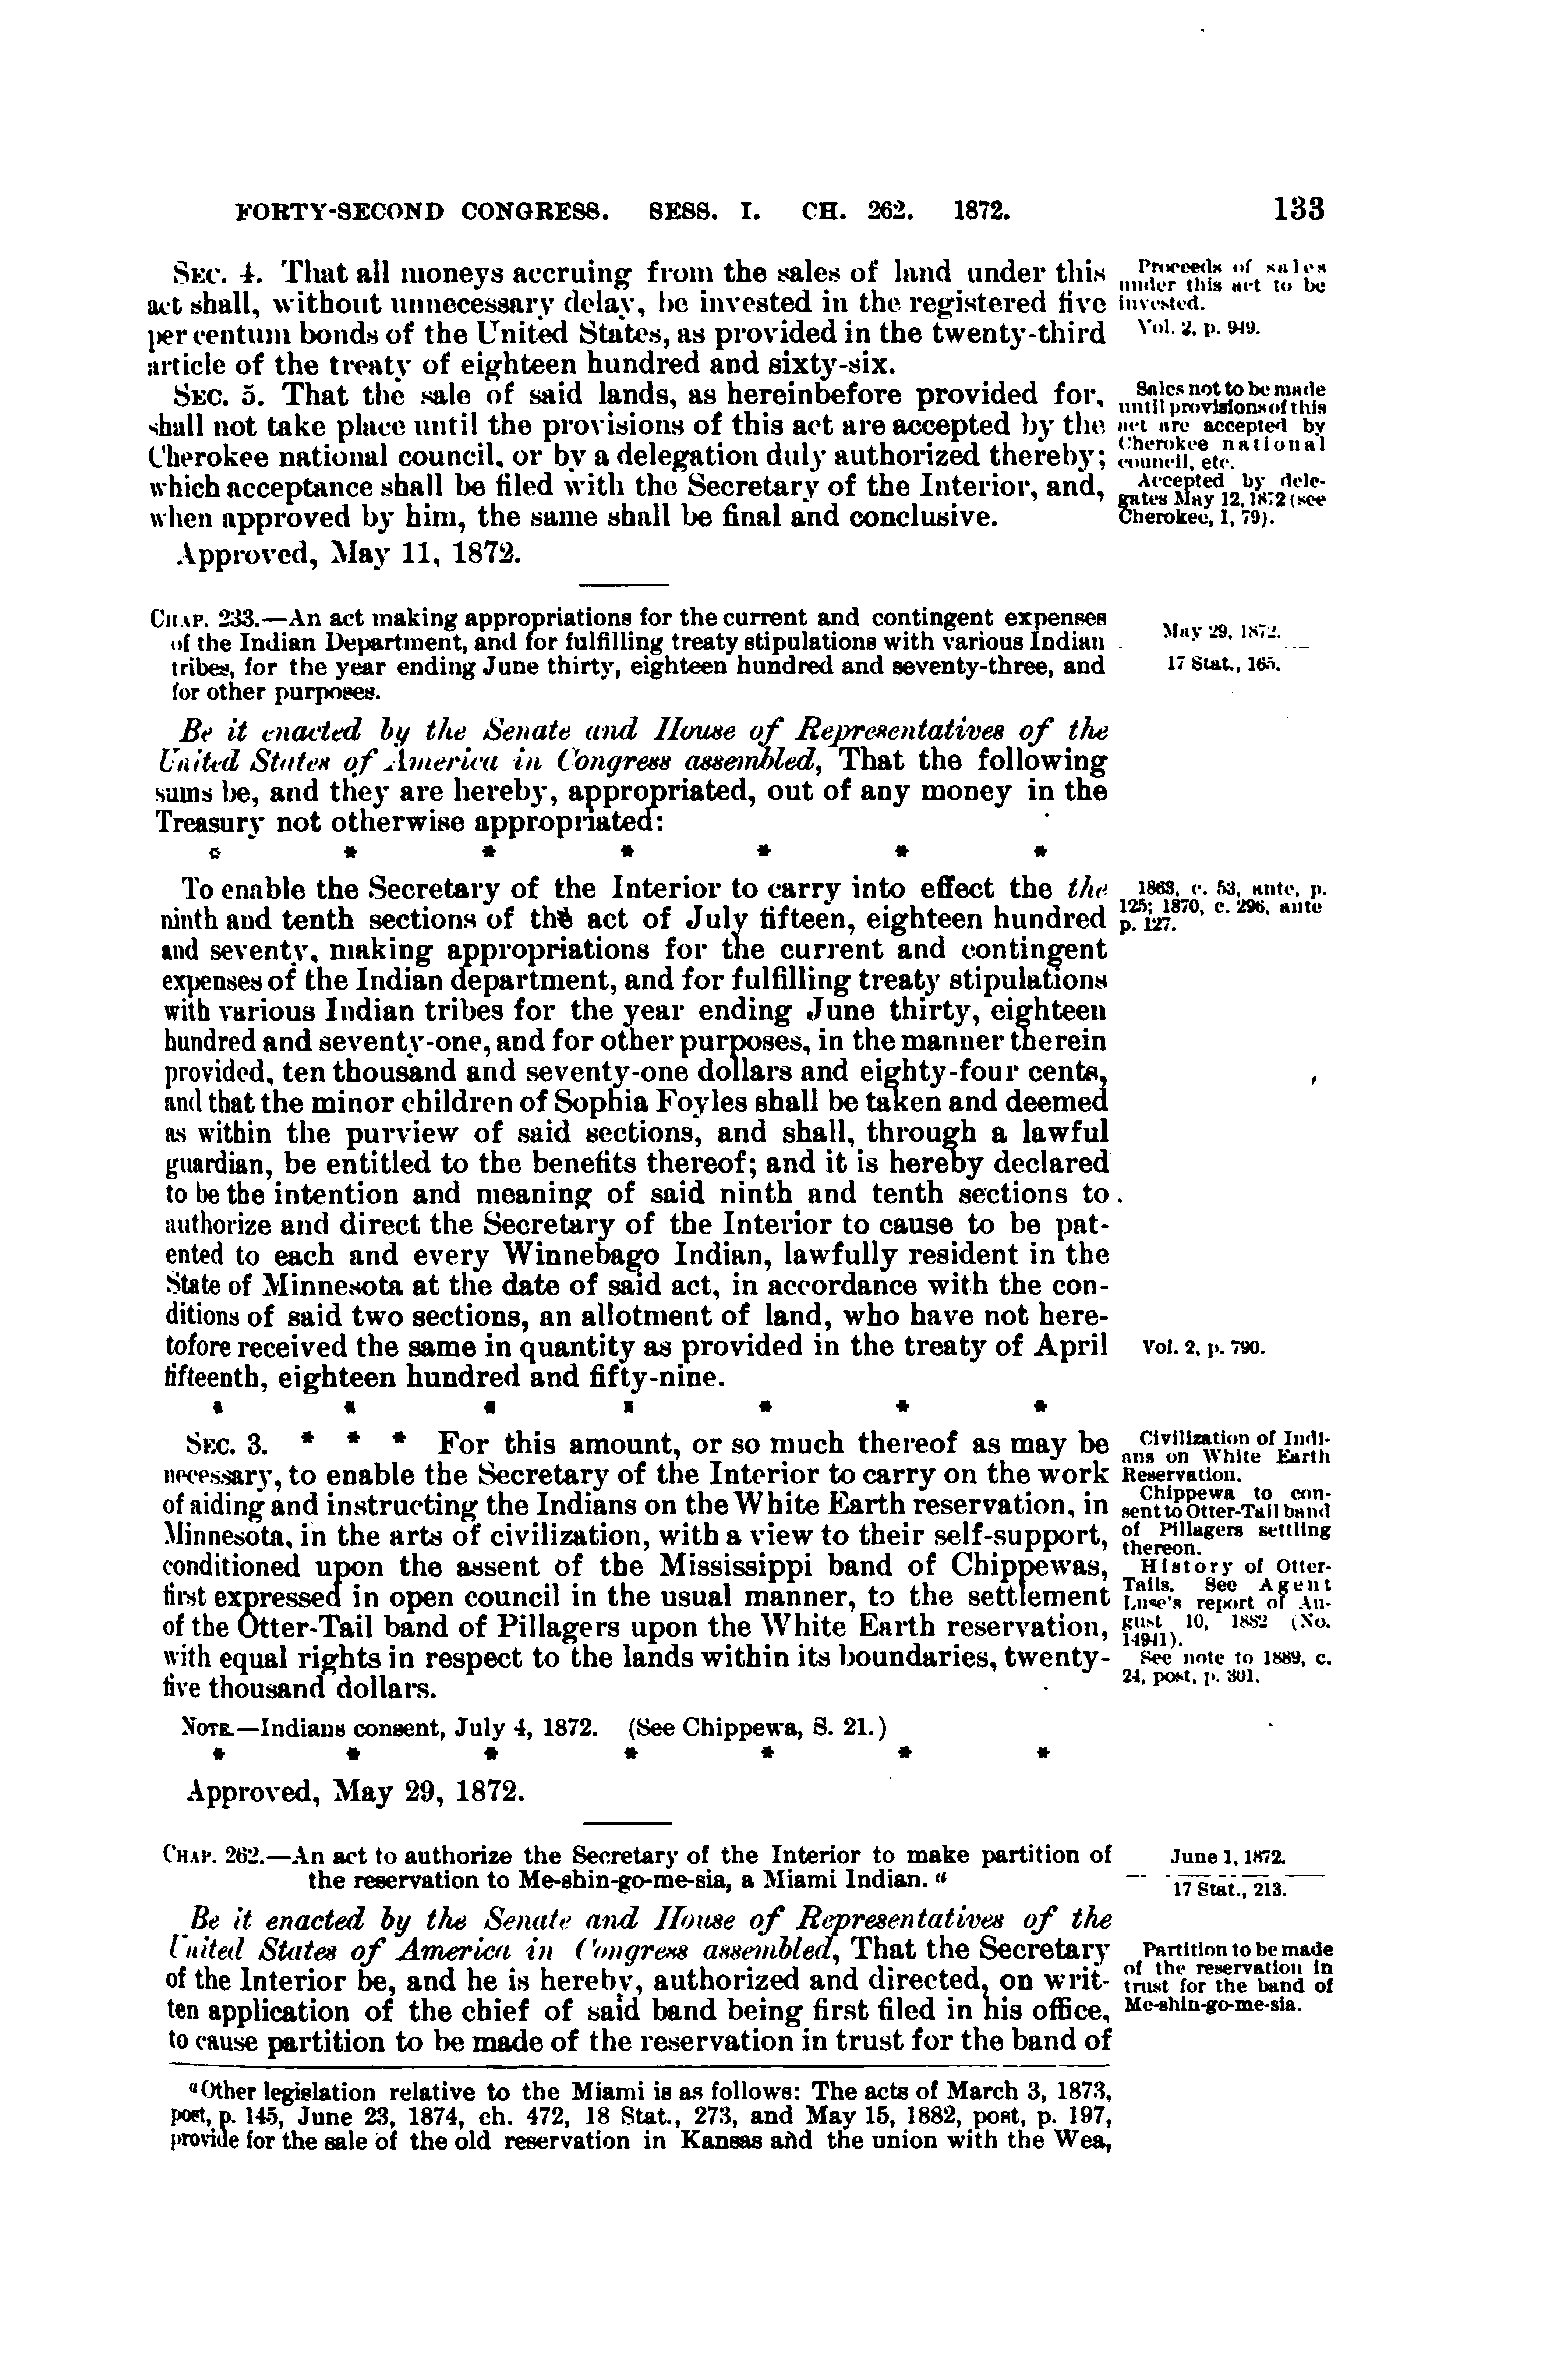 FORTY-SECOND CONGRESS. SESS. I. CH. 262. 1872. 133
SEC. 4. That all moneys accruing from the sales of land under this
act shall, without unnecessary delay, be invested in the registered five
per centum bonds of the United States, as provided in the twenty-third
article of the treaty of eighteen hundred and sixty-six.
Proceeds of sales
under this act to be
invested.
Vol. 2, p. 949.
SEC. 5. That the sale of said lands, as hereinbefore provided for,
shall not take place until the provisions of this act are accepted by the
Cherokee national council, or by a delegation duly authorized thereby;
which acceptance shall be filed with the Secretary of the Interior, and,
when approved by him, the same shall be final and conclusive.
Sales not to be made
until provisions of this
act are accepted by
Cherokee national
council, etc.
Accepted by dele-
gates May 12, 1872 (see
Cherokee, I, 79).
Approved, May 11, 1872.
CHAP. 233.—An act making appropriations for the current and contingent expenses
of the Indian Department, and for fulfilling treaty stipulations with various Indian
tribes, for the year ending June thirty, eighteen hundred and seventy-three, and
for other purposes.
May 29, 1872.
17 Stat., 165.
Be it enacted by the Senate and House of Representatives of the
United States of America in Congress assembled, That the following
sums be, and they are hereby, appropriated, out of any money in the
Treasury not otherwise appropriated:
* * * * * * *
To enable the Secretary of the Interior to carry into effect the the
ninth and tenth sections of the act of July fifteen, eighteen hundred
and seventy, making appropriations for the current and contingent
expenses of the Indian department, and for fulfilling treaty stipulations
with various Indian tribes for the year ending June thirty, eighteen
hundred and seventy-one, and for other purposes, in the manner therein
provided, ten thousand and seventy-one dollars and eighty-four cents,
and that the minor children of Sophia Foyles shall be taken and deemed
as within the purview of said sections, and shall, through a lawful
guardian, be entitled to the benefits thereof; and it is hereby declared
to be the intention and meaning of said ninth and tenth sections to
authorize and direct the Secretary of the Interior to cause to be pat-
ented to each and every Winnebago Indian, lawfully resident in the
State of Minnesota at the date of said act, in accordance with the con-
ditions of said two sections, an allotment of land, who have not here-
tofore received the same in quantity as provided in the treaty of April
fifteenth, eighteen hundred and fifty-nine.
1863, c. 53, ante, p.
125; 1870, c. 296, ante
p. 127.
Vol. 2, p. 790.
* * * * * * *
SEC. 3. * * * For this amount, or so much thereof as may be
necessary, to enable the Secretary of the Interior to carry on the work
of aiding and instructing the Indians on the White Earth reservation, in
Minnesota, in the arts of civilization, with a view to their self-support,
conditioned upon the assent of the Mississippi band of Chippewas,
first expressed in open council in the usual manner, to the settlement
of the Otter-Tail band of Pillagers upon the White Earth reservation,
with equal rights in respect to the lands within its boundaries, twenty-
five thousand dollars.
Civilization of Indi-
ans on White Earth
Reservation.
Chippewa to con-
sent to Otter-Tail band
of Pillagers settling
thereon.
History of Otter-
Tails. See Agent
Luse's report of Au-
gust 10, 1882 (No.
14941).
See note to 1889, c.
24, post, p. 301.
NOTE.—Indians consent, July 4, 1872. (See Chippewa, S. 21.)
* * * * * * *
Approved, May 29, 1872.
CHAP. 262.—An act to authorize the Secretary of the Interior to make partition of
the reservation to Me-shin-go-me-sia, a Miami Indian. a
June 1, 1872.
17 Stat., 213.
Be it enacted by the Senate and House of Representatives of the
United States of America in Congress assembled, That the Secretary
of the Interior be, and he is hereby, authorized and directed, on writ-
ten application of the chief of said band being first filed in his office,
to cause partition to be made of the reservation in trust for the band of
Partition to be made
of the reservation in
trust for the band of
Me-shin-go-me-sia.
a Other legislation relative to the Miami is as follows: The acts of March 3, 1873,
post, p. 145, June 23, 1874, ch. 472, 18 Stat., 273, and May 15, 1882, post, p. 197,
provide for the sale of the old reservation in Kansas and the union with the Wea,